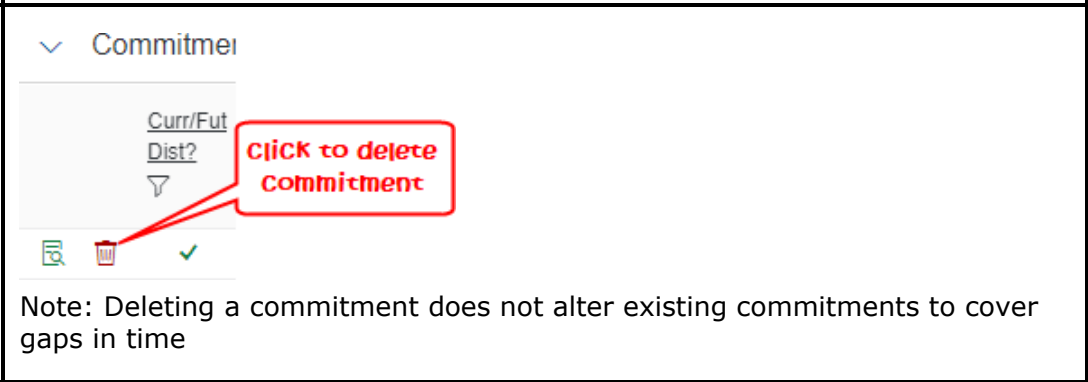 Commitmer
Curr/Fut
Dist?
Click to delete
Commitment
Note: Deleting a commitment does not alter existing commitments to cover
gaps in time